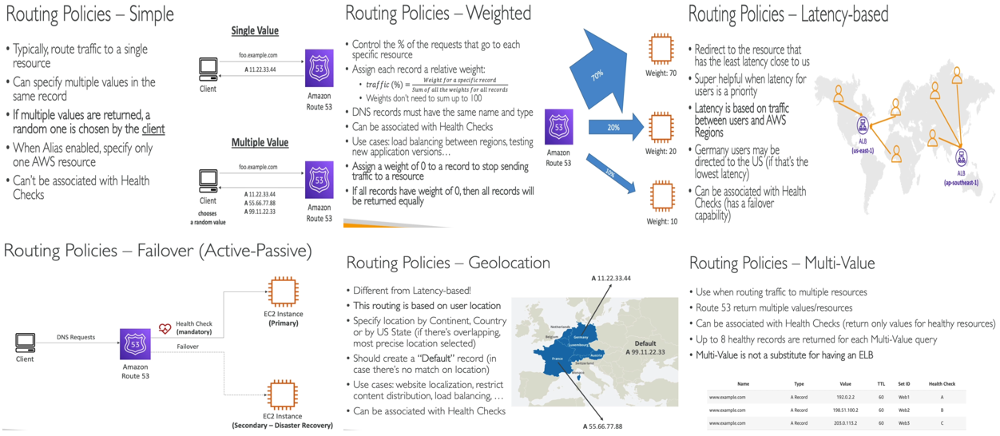 Routing Policies – Simple
• Typically, route traffic to a single
resource
• Can specify multiple values in the
same record
• If multiple values are returned, a
random one is chosen by the client
• When Alias enabled, specify only
one AWS resource
• Can't be associated with Health
Checks
Single Value
foo.example.com
A 11.22.33.44
Client
53
Amazon
Route 53
Multiple Value
foo.example.com
A 11.22.33.44
A 55.66.77.88
A 99.11.22.33
Client
chooses
a random value
53
Amazon
Route 53
Routing Policies – Weighted
• Control the % of the requests that go to each
specific resource
• Assign each record a relative weight:
• traffic (%) = Weight for a specific record
Sum of all the weights for all records
• Weights don't need to sum up to 100
• DNS records must have the same name and type
• Can be associated with Health Checks
• Use cases: load balancing between regions, testing
new application versions…
• Assign a weight of 0 to a record to stop sending
traffic to a resource
• If all records have weight of 0, then all records will
be returned equally
53
Amazon
Route 53
70%
20%
10%
Weight: 70
Weight: 20
Weight: 10
Routing Policies – Latency-based
• Redirect to the resource that
has the least latency close to us
• Super helpful when latency for
users is a priority
• Latency is based on traffic
between users and AWS
Regions
• Germany users may be
directed to the US (if that's the
lowest latency)
• Can be associated with Health
Checks (has a failover
capability)
ALB
(us-east-1)
ALB
(ap-southeast-1)
Routing Policies – Failover (Active-Passive)
Client
DNS Requests
53
Amazon
Route 53
Health Check
(mandatory)
Failover
EC2 Instance
(Primary)
EC2 Instance
(Secondary – Disaster Recovery)
Routing Policies – Geolocation
• Different from Latency-based!
• This routing is based on user location
• Specify location by Continent, Country
or by US State (if there's overlapping,
most precise location selected)
• Should create a "Default" record (in
case there's no match on location)
• Use cases: website localization, restrict
content distribution, load balancing, …
• Can be associated with Health Checks
A 11.22.33.44
Netherlands
Belgium
Germany
Luxembourg
France
Austria
Switzerland
Monaco
Default
A 99.11.22.33
A 55.66.77.88
Routing Policies – Multi-Value
• Use when routing traffic to multiple resources
• Route 53 return multiple values/resources
• Can be associated with Health Checks (return only values for healthy resources)
• Up to 8 healthy records are returned for each Multi-Value query
• Multi-Value is not a substitute for having an ELB
Name Type Value TTL Set ID Health Check
www.example.com A Record 192.0.2.2 60 Web1 A
www.example.com A Record 198.51.100.2 60 Web2 B
www.example.com A Record 203.0.113.2 60 Web3 C